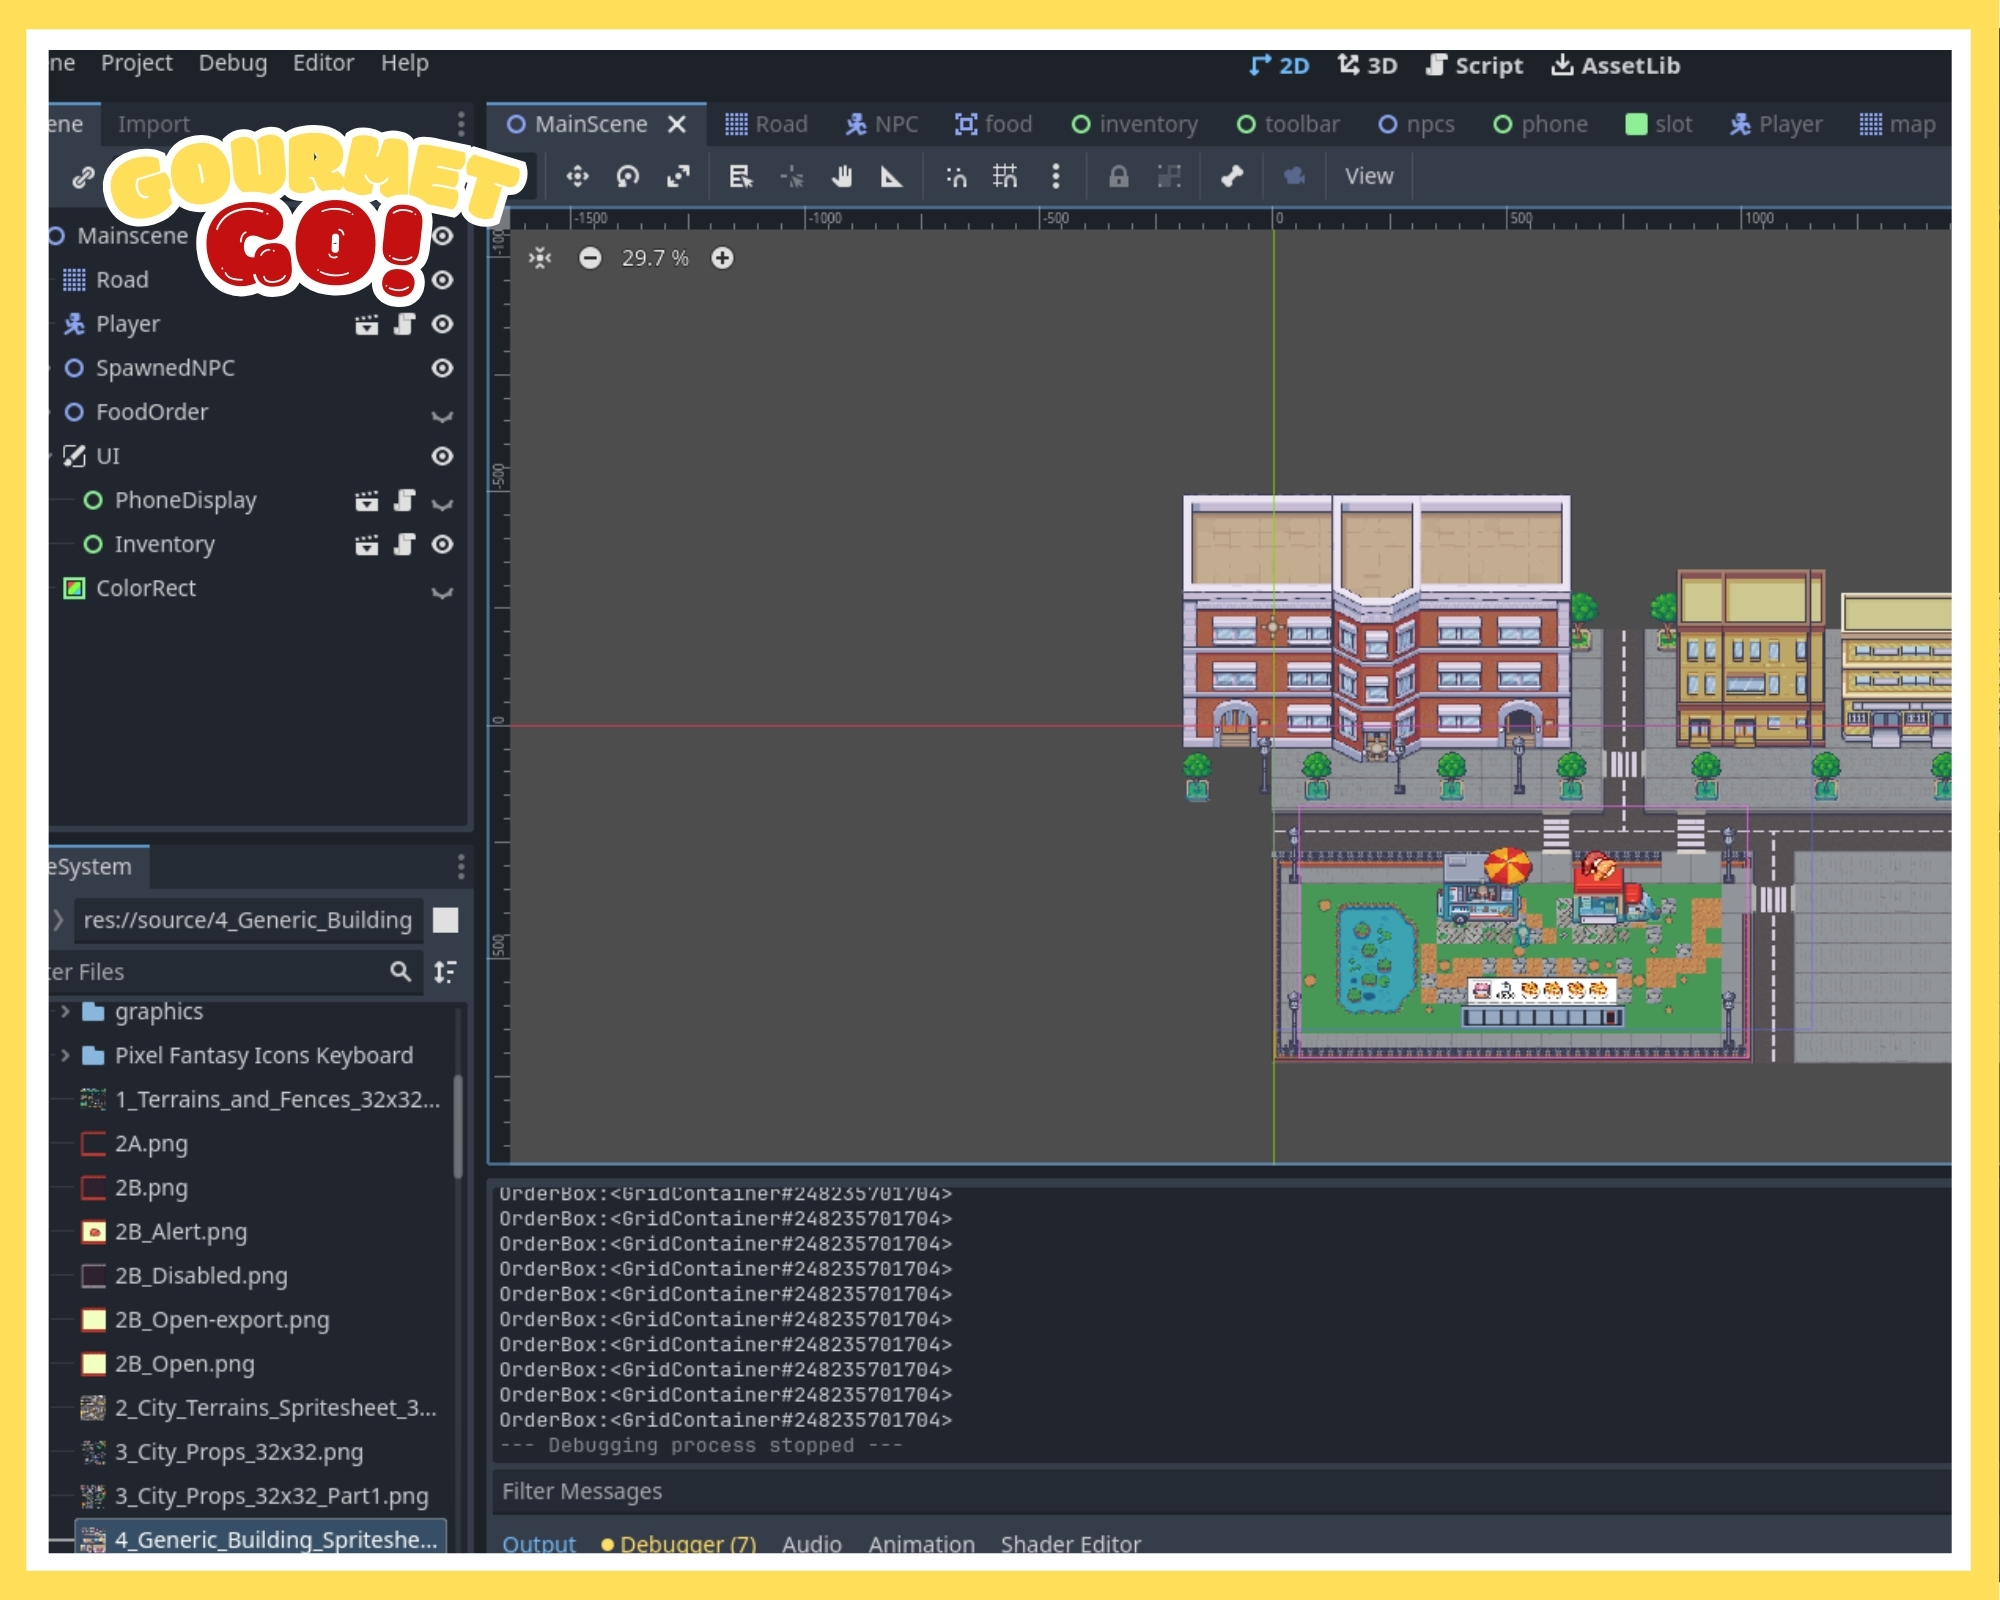 ne Project Debug Editor Help
2D 3D Script AssetLib
ene Import
MainScene Road NPC food inventory toolbar npcs phone slot Player map
GOURMET
GO!
View
-1500 -1000 -500 0 500 1000
29.7 %
Mainscene
Road
Player
SpawnedNPC
FoodOrder
UI
PhoneDisplay
Inventory
ColorRect
-500
0
500
eSystem
res://source/4_Generic_Building
ter Files
graphics
Pixel Fantasy Icons Keyboard
1_Terrains_and_Fences_32x32...
2A.png
2B.png
2B_Alert.png
2B_Disabled.png
2B_Open-export.png
2B_Open.png
2_City_Terrains_Spritesheet_3...
3_City_Props_32x32.png
3_City_Props_32x32_Part1.png
4_Generic_Building_Spriteshe...
OrderBox:<GridContainer#248235701704>
OrderBox:<GridContainer#248235701704>
OrderBox:<GridContainer#248235701704>
OrderBox:<GridContainer#248235701704>
OrderBox:<GridContainer#248235701704>
OrderBox:<GridContainer#248235701704>
OrderBox:<GridContainer#248235701704>
OrderBox:<GridContainer#248235701704>
OrderBox:<GridContainer#248235701704>
OrderBox:<GridContainer#248235701704>
--- Debugging process stopped ---
Filter Messages
Output Debugger (7) Audio Animation Shader Editor